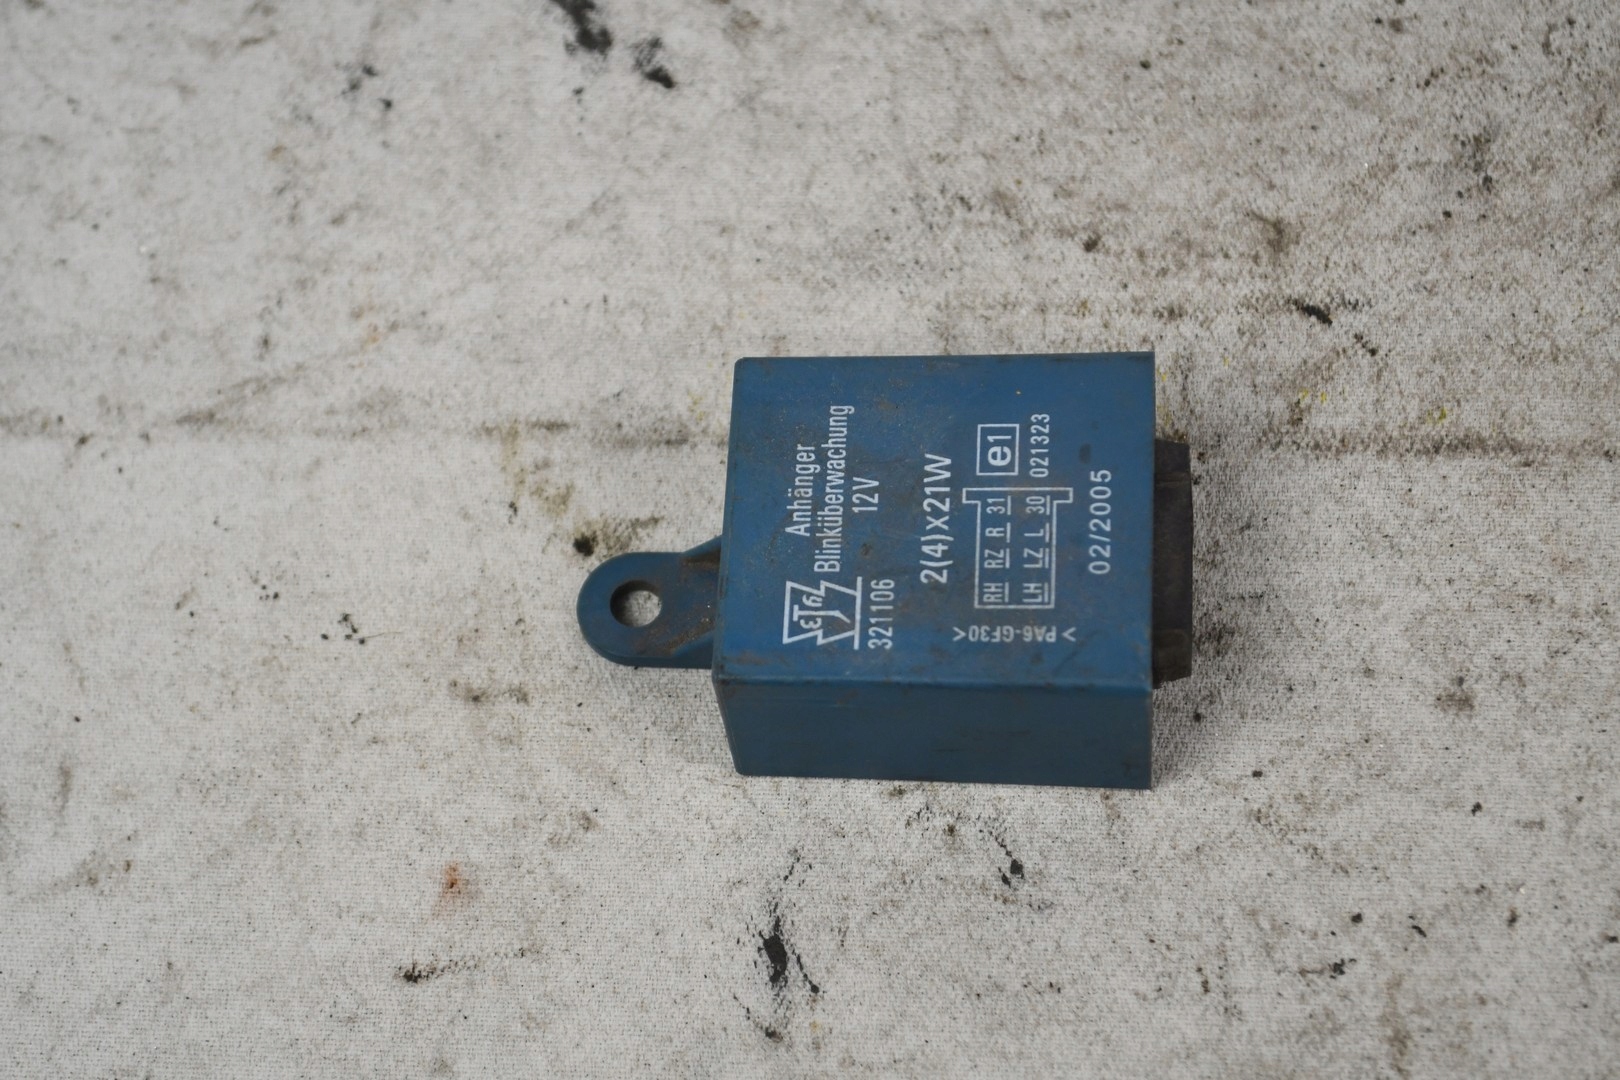 Anhänger
Blinküberwachung
12V
321106
2(4)x21W
e1
021323
RH RZ R 31
LH LZ L 30
>PA6-GF30<
02/2005